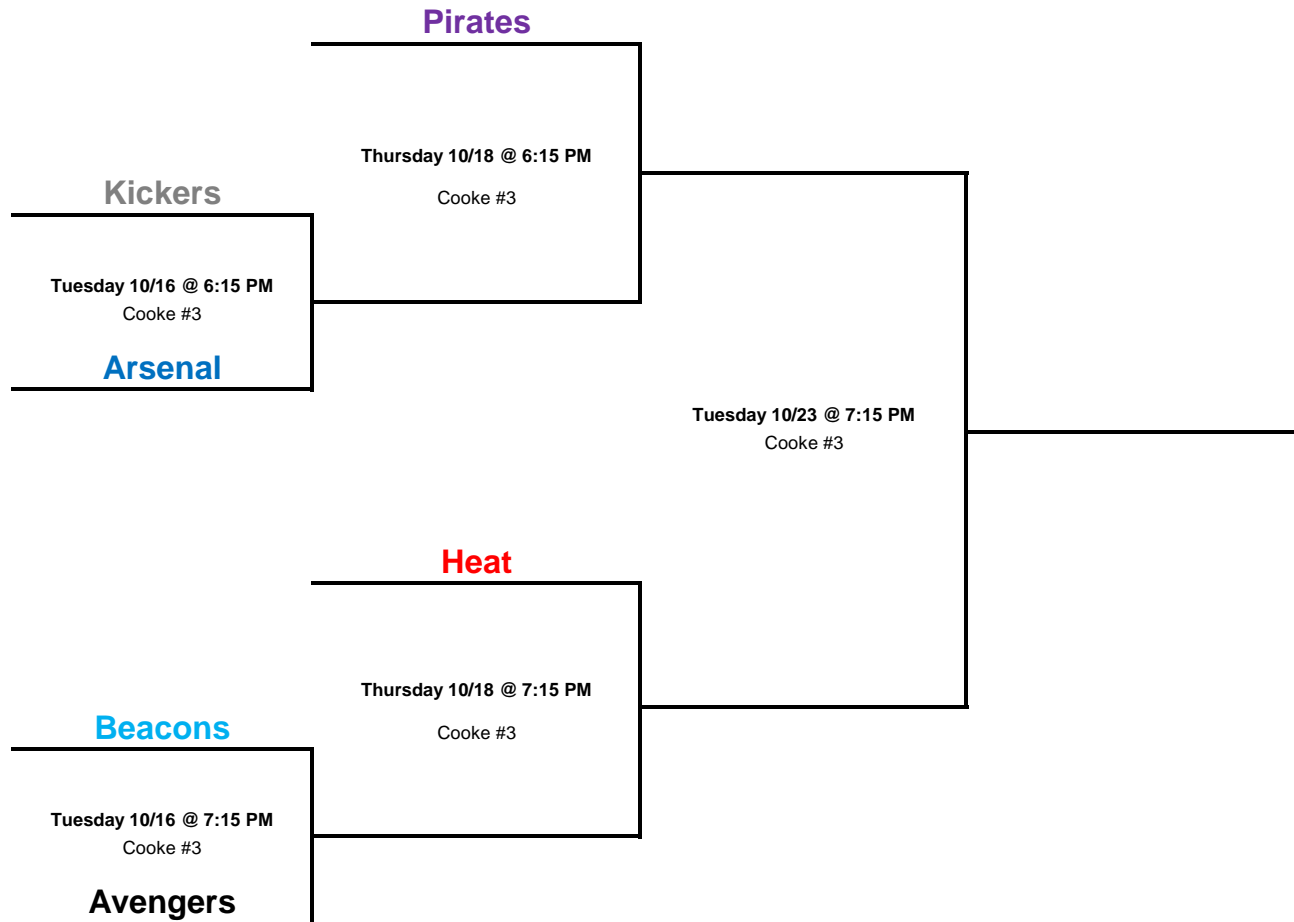 Pirates
Thursday 10/18 @ 6:15 PM
Cooke #3
Kickers
Tuesday 10/16 @ 6:15 PM
Cooke #3
Arsenal
Tuesday 10/23 @ 7:15 PM
Cooke #3
Heat
Thursday 10/18 @ 7:15 PM
Cooke #3
Beacons
Tuesday 10/16 @ 7:15 PM
Cooke #3
Avengers